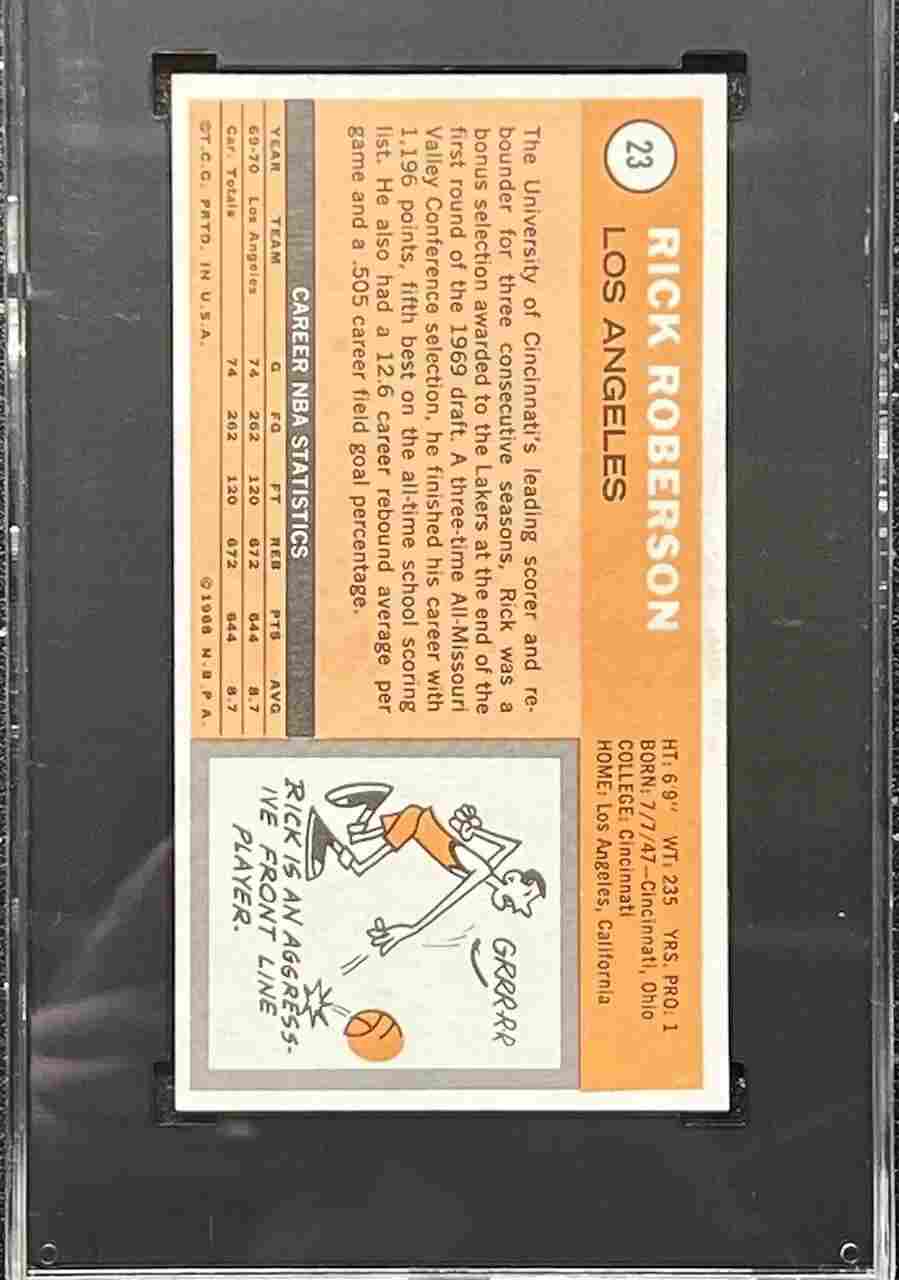 23
RICK ROBERSON
LOS ANGELES
HT: 6'9" WT: 235 YRS. PRO: 1
BORN: 7/7/47—Cincinnati, Ohio
COLLEGE: Cincinnati
HOME: Los Angeles, California
The University of Cincinnati's leading scorer and re-
bounder for three consecutive seasons, Rick was a
bonus selection awarded to the Lakers at the end of the
first round of the 1969 draft. A three-time All-Missouri
Valley Conference selection, he finished his career with
1,196 points, fifth best on the all-time school scoring
list. He also had a 12.6 career rebound average per
game and a .505 career field goal percentage.
CAREER NBA STATISTICS
YEAR TEAM G FG FT REB PTS AVG
69-70 Los Angeles 74 262 120 672 644 8.7
Car. Totals 74 262 120 672 644 8.7
©T.C.G. PRTD. IN U.S.A. ©1968 N.B.P.A.
GRRRRR
RICK IS AN AGGRESS-
IVE FRONT LINE
PLAYER.